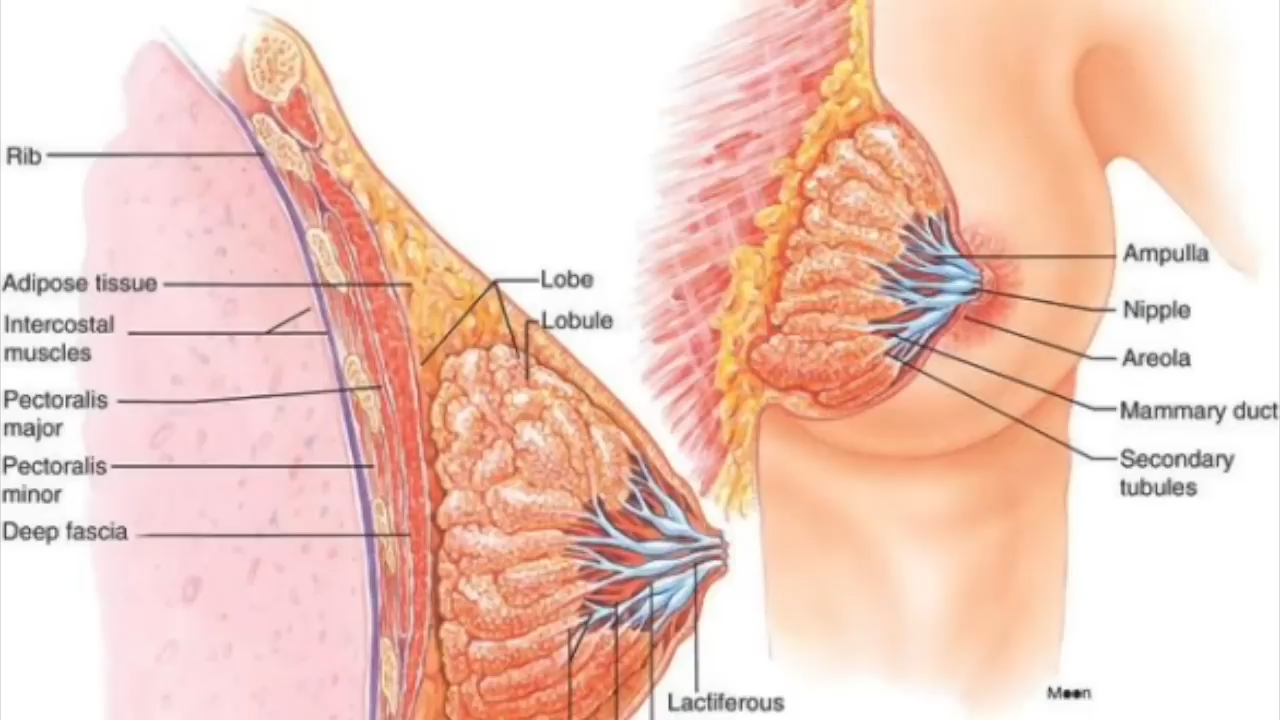 Rib
Adipose tissue
Intercostal
muscles
Pectoralis
major
Pectoralis
minor
Deep fascia
Lobe
Lobule
Lactiferous
Ampulla
Nipple
Areola
Mammary duct
Secondary
tubules